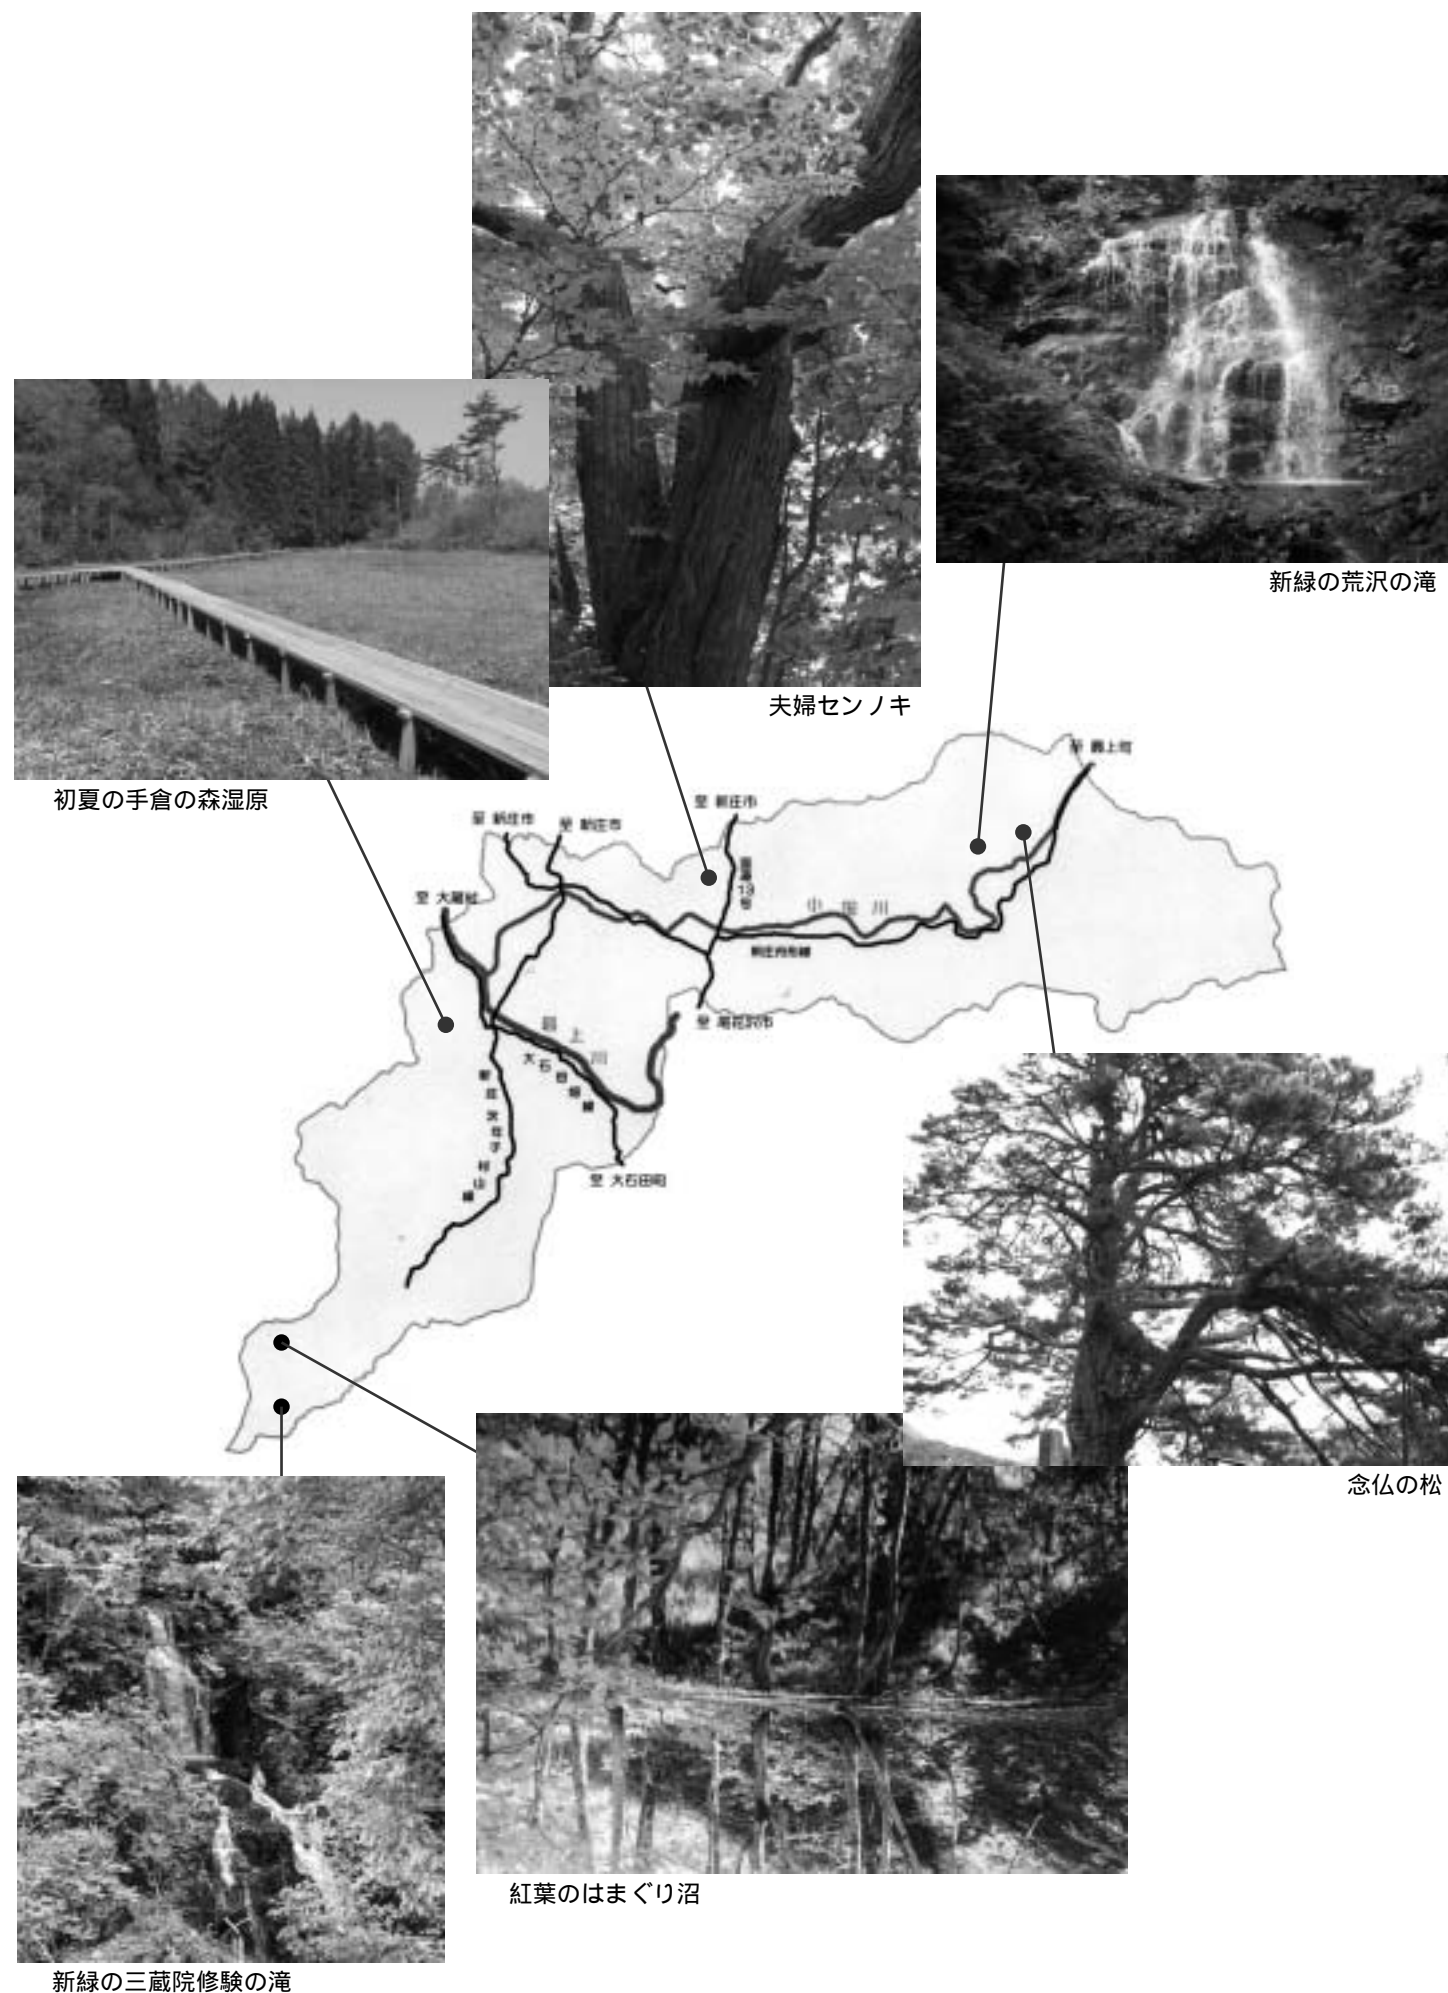 新緑の荒沢の滝
夫婦センノキ
初夏の手倉の森湿原
至 最上町
至 新庄市
至 新庄市
至 新庄市
至 大蔵村
国道13号
中 国 川
新庄舟形線
至 尾花沢市
最上川
大石田畑線
新庄次年子村山線
至 大石田町
念仏の松
紅葉のはまぐり沼
新緑の三蔵院修験の滝